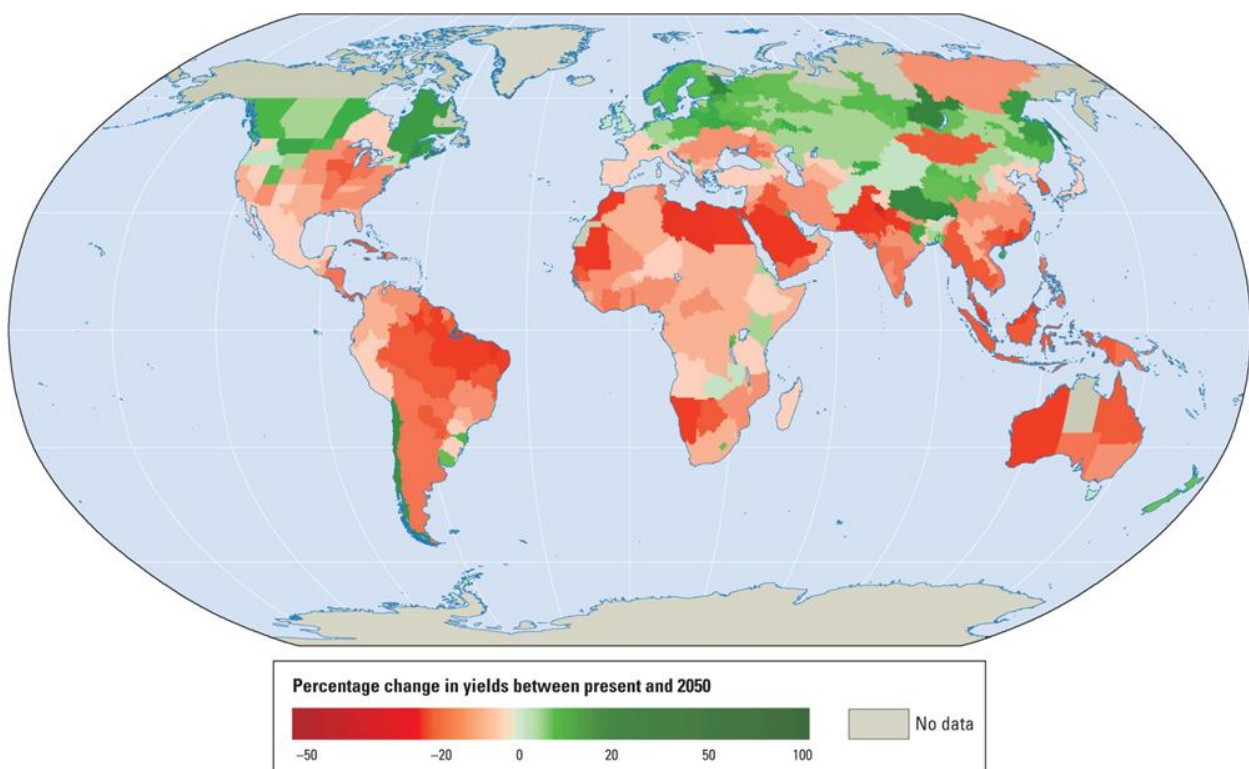 Percentage change in yields between present and 2050
No data
–50 –20 0 20 50 100